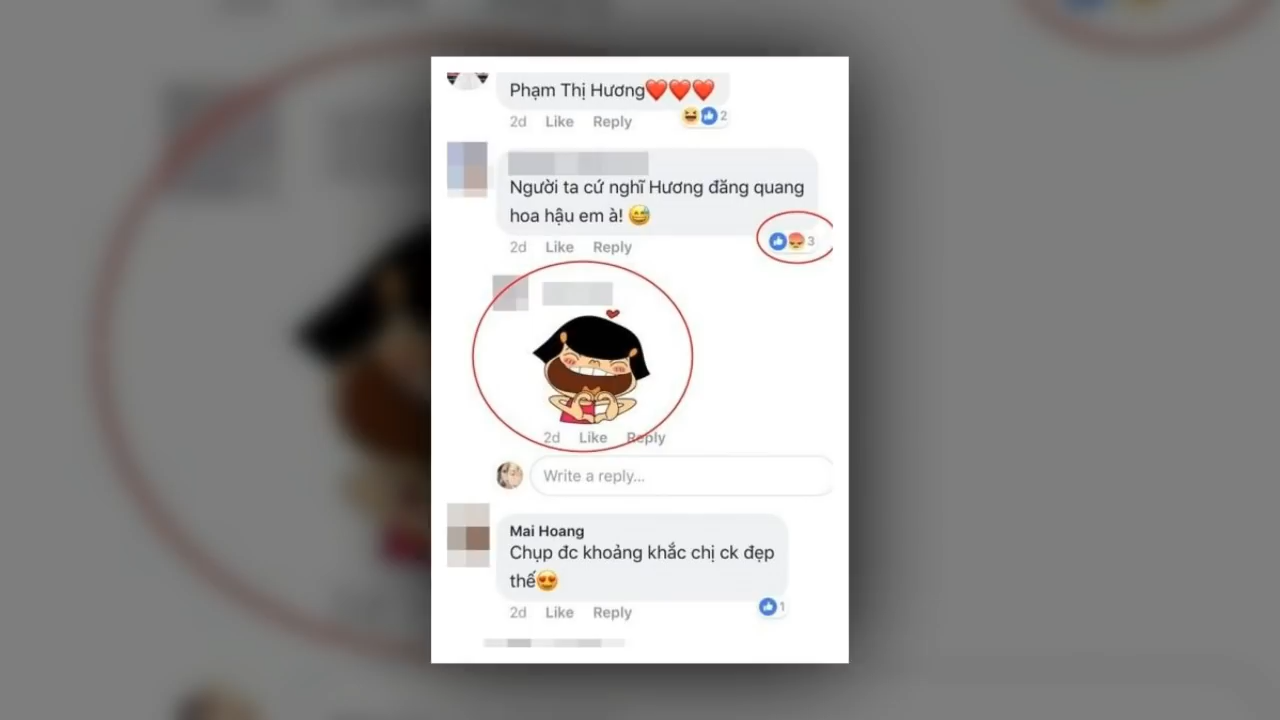 Phạm Thị Hương❤️❤️❤️
2d Like Reply 2
Người ta cứ nghĩ Hương đăng quang
hoa hậu em à! 😅
2d Like Reply 3
2d Like Reply
Write a reply...
Mai Hoang
Chụp đc khoảng khắc chị ck đẹp
thế😍
2d Like Reply 1